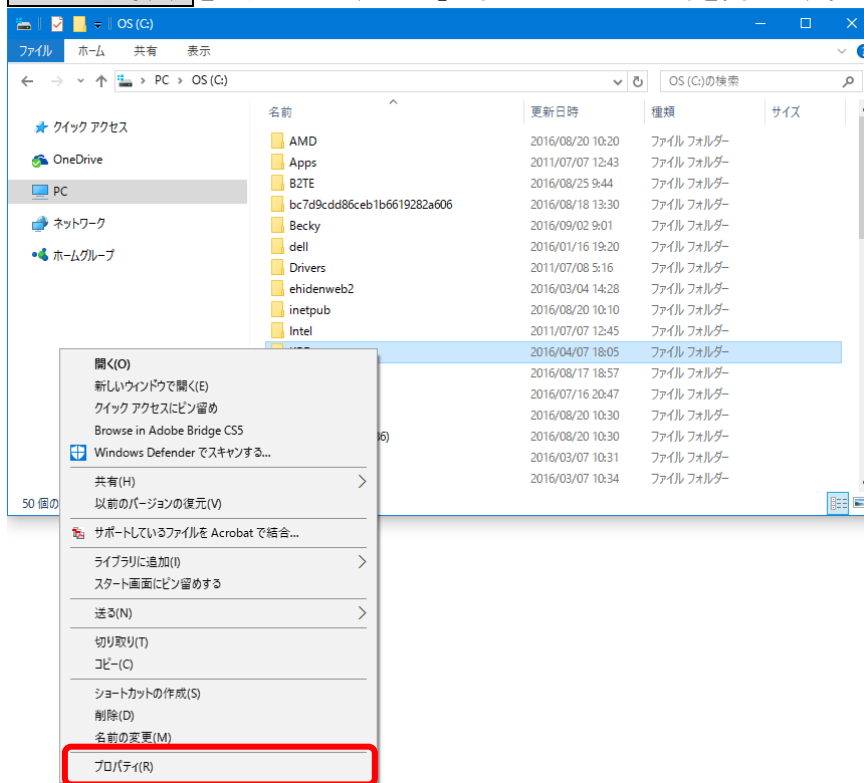 OS (C:)
ファイル ホーム 共有 表示
PC › OS (C:) OS (C:)の検索
名前 更新日時 種類 サイズ
クイック アクセス
OneDrive
PC
ネットワーク
ホームグループ
AMD 2016/08/20 10:20 ファイル フォルダー
Apps 2011/07/07 12:43 ファイル フォルダー
B2TE 2016/08/25 9:44 ファイル フォルダー
bc7d9cdd86ceb1b6619282a606 2016/08/18 13:30 ファイル フォルダー
Becky 2016/09/02 9:01 ファイル フォルダー
dell 2016/01/16 19:20 ファイル フォルダー
Drivers 2011/07/08 5:16 ファイル フォルダー
ehidenweb2 2016/03/04 14:28 ファイル フォルダー
inetpub 2016/08/20 10:10 ファイル フォルダー
Intel 2011/07/07 12:45 ファイル フォルダー
2016/04/07 18:05 ファイル フォルダー
2016/08/17 18:57 ファイル フォルダー
2016/07/16 20:47 ファイル フォルダー
2016/08/20 10:30 ファイル フォルダー
86) 2016/08/20 10:30 ファイル フォルダー
2016/03/07 10:31 ファイル フォルダー
2016/03/07 10:34 ファイル フォルダー
50 個の
開く(O)
新しいウィンドウで開く(E)
クイック アクセスにピン留め
Browse in Adobe Bridge CS5
Windows Defender でスキャンする...
共有(H)
以前のバージョンの復元(V)
サポートしているファイルを Acrobat で結合...
ライブラリに追加(I)
スタート画面にピン留めする
送る(N)
切り取り(T)
コピー(C)
ショートカットの作成(S)
削除(D)
名前の変更(M)
プロパティ(R)